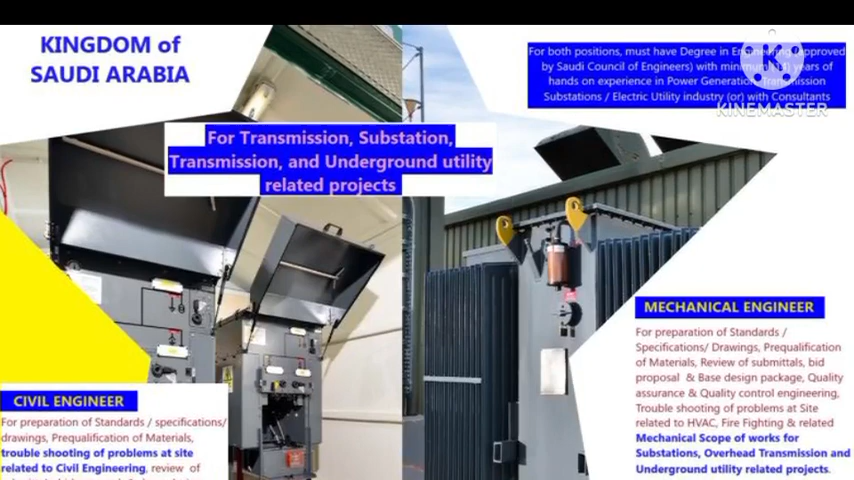 KINGDOM of
SAUDI ARABIA
For both positions, must have Degree in Engineering (approved
by Saudi Council of Engineers) with minimum years of
hands on experience in Power Generation, Transmission
Substations / Electric Utility industry (or) with Consultants
KINEMASTER
For Transmission, Substation,
Transmission, and Underground utility
related projects
MECHANICAL ENGINEER
For preparation of Standards /
Specifications/ Drawings, Prequalification
of Materials, Review of submittals, bid
proposal & Base design package, Quality
assurance & Quality control engineering,
Trouble shooting of problems at Site
related to HVAC, Fire Fighting & related
Mechanical Scope of works for
Substations, Overhead Transmission and
Underground utility related projects.
CIVIL ENGINEER
For preparation of Standards / specifications/
drawings, Prequalification of Materials,
trouble shooting of problems at site
related to Civil Engineering, review of